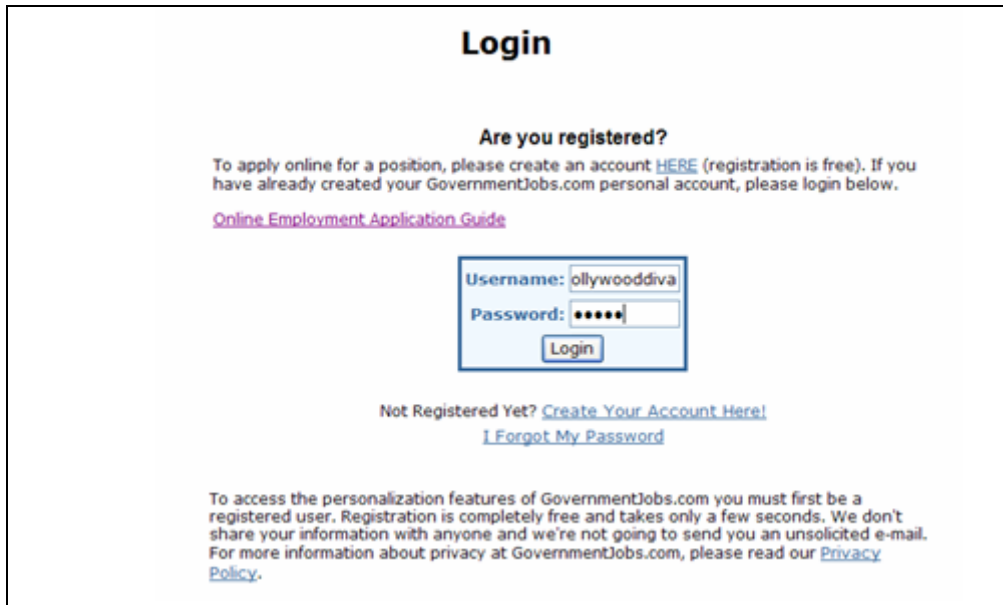 Login
Are you registered?
To apply online for a position, please create an account HERE (registration is free). If you
have already created your GovernmentJobs.com personal account, please login below.
Online Employment Application Guide
Username: ollywooddiva
Password: •••••
Login
Not Registered Yet? Create Your Account Here!
I Forgot My Password
To access the personalization features of GovernmentJobs.com you must first be a
registered user. Registration is completely free and takes only a few seconds. We don't
share your information with anyone and we're not going to send you an unsolicited e-mail.
For more information about privacy at GovernmentJobs.com, please read our Privacy
Policy.